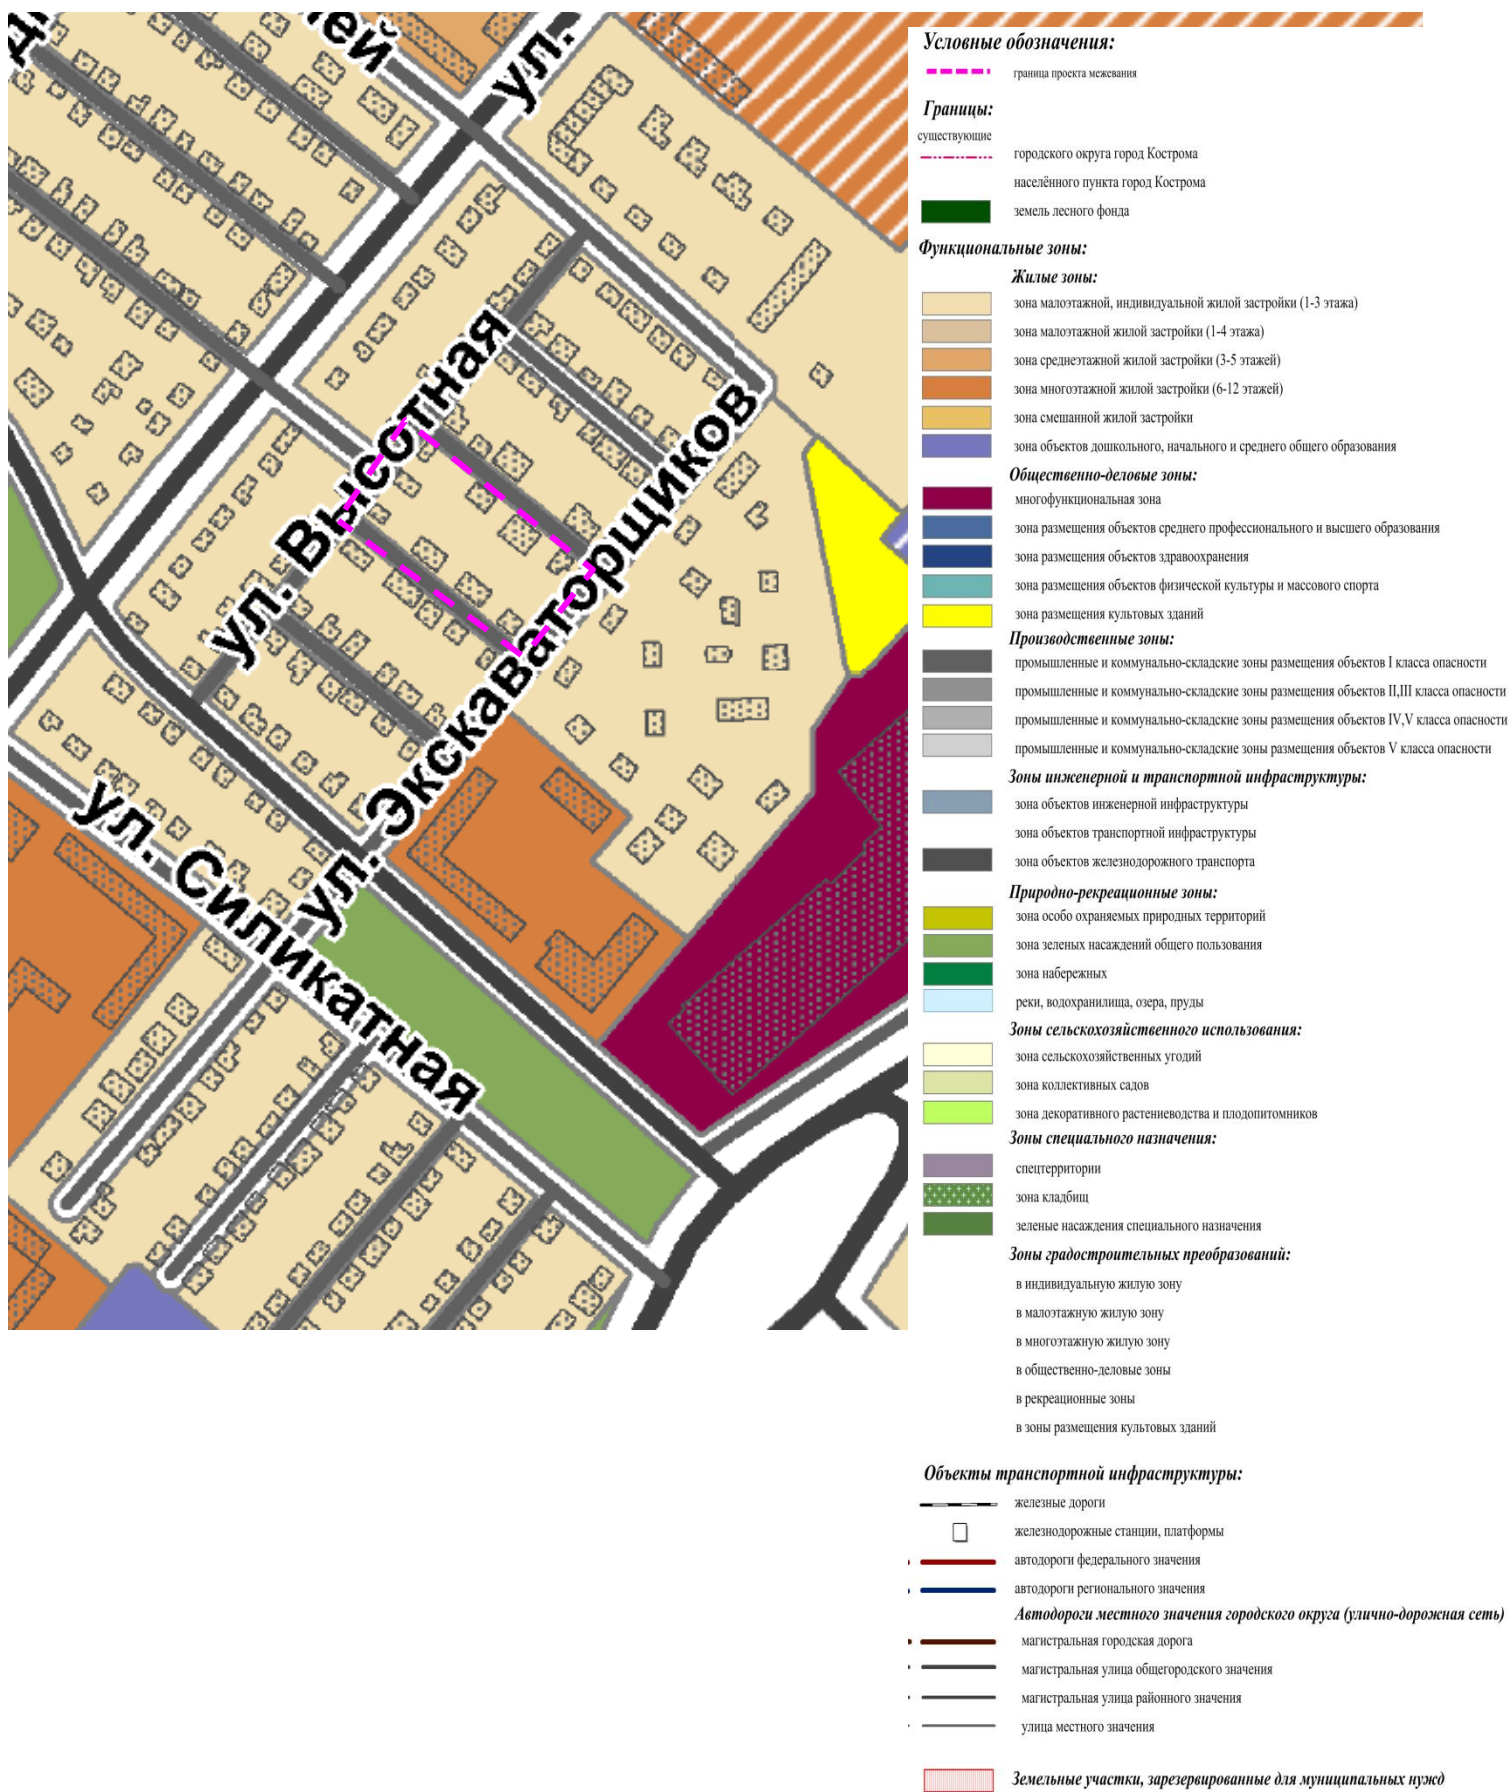 ул.
ул. Высотная
ул. Экскаваторщиков
ул. Силикатная
Условные обозначения:
граница проекта межевания
Границы:
существующие
городского округа город Кострома
населённого пункта город Кострома
земель лесного фонда
Функциональные зоны:
Жилые зоны:
зона малоэтажной, индивидуальной жилой застройки (1-3 этажа)
зона малоэтажной жилой застройки (1-4 этажа)
зона среднеэтажной жилой застройки (3-5 этажей)
зона многоэтажной жилой застройки (6-12 этажей)
зона смешанной жилой застройки
зона объектов дошкольного, начального и среднего общего образования
Общественно-деловые зоны:
многофункциональная зона
зона размещения объектов среднего профессионального и высшего образования
зона размещения объектов здравоохранения
зона размещения объектов физической культуры и массового спорта
зона размещения культовых зданий
Производственные зоны:
промышленные и коммунально-складские зоны размещения объектов I класса опасности
промышленные и коммунально-складские зоны размещения объектов II,III класса опасности
промышленные и коммунально-складские зоны размещения объектов IV,V класса опасности
промышленные и коммунально-складские зоны размещения объектов V класса опасности
Зоны инженерной и транспортной инфраструктуры:
зона объектов инженерной инфраструктуры
зона объектов транспортной инфраструктуры
зона объектов железнодорожного транспорта
Природно-рекреационные зоны:
зона особо охраняемых природных территорий
зона зеленых насаждений общего пользования
зона набережных
реки, водохранилища, озера, пруды
Зоны сельскохозяйственного использования:
зона сельскохозяйственных угодий
зона коллективных садов
зона декоративного растениеводства и плодопитомников
Зоны специального назначения:
спецтерритории
зона кладбищ
зеленые насаждения специального назначения
Зоны градостроительных преобразований:
в индивидуальную жилую зону
в малоэтажную жилую зону
в многоэтажную жилую зону
в общественно-деловые зоны
в рекреационные зоны
в зоны размещения культовых зданий
Объекты транспортной инфраструктуры:
железные дороги
железнодорожные станции, платформы
автодороги федерального значения
автодороги регионального значения
Автодороги местного значения городского округа (улично-дорожная сеть)
магистральная городская дорога
магистральная улица общегородского значения
магистральная улица районного значения
улица местного значения
Земельные участки, зарезервированные для муниципальных нужд